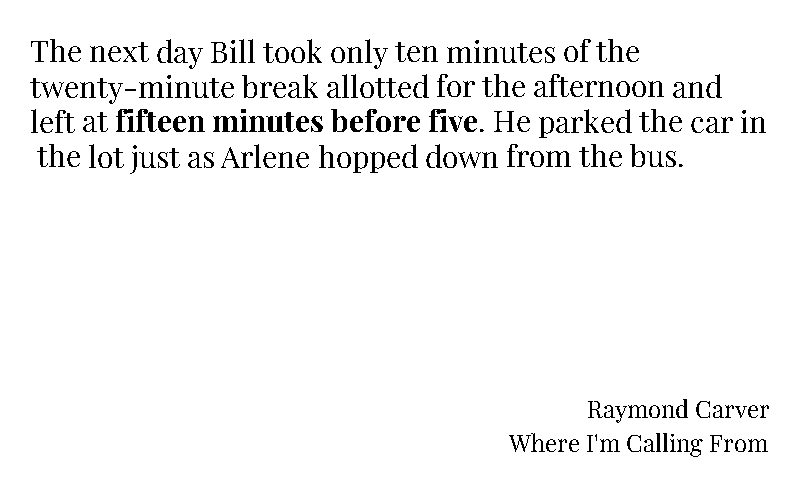 The next day Bill took only ten minutes of the
twenty-minute break allotted for the afternoon and
left at fifteen minutes before five. He parked the car in
the lot just as Arlene hopped down from the bus.
Raymond Carver
Where I'm Calling From